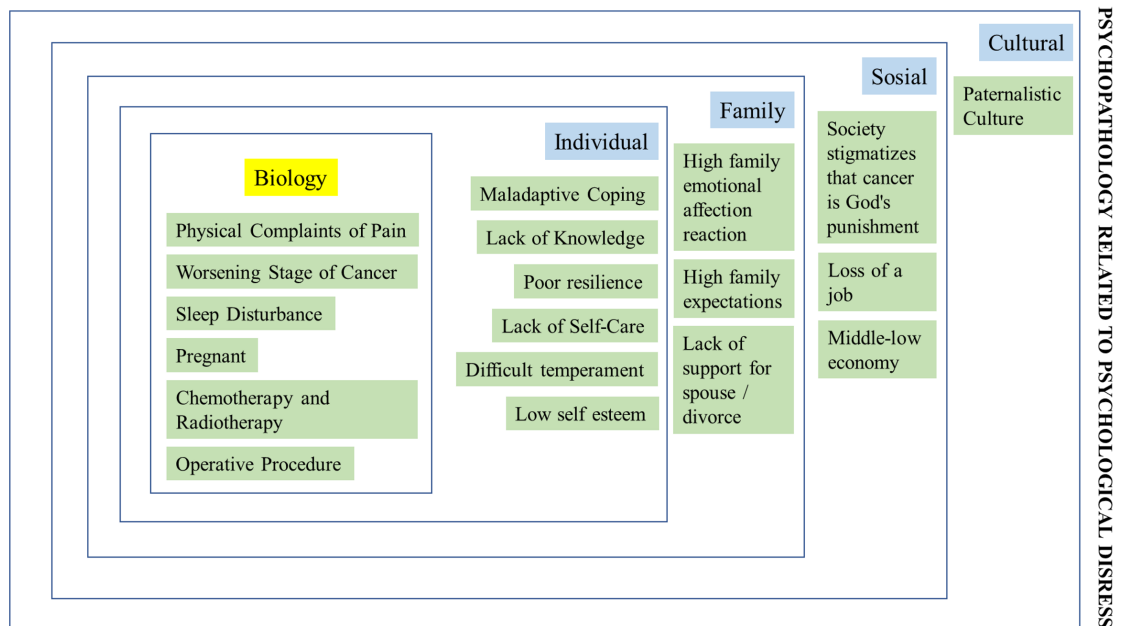 Biology
Physical Complaints of Pain
Worsening Stage of Cancer
Sleep Disturbance
Pregnant
Chemotherapy and
Radiotherapy
Operative Procedure
Individual
Maladaptive Coping
Lack of Knowledge
Poor resilience
Lack of Self-Care
Difficult temperament
Low self esteem
Family
High family
emotional
affection
reaction
High family
expectations
Lack of
support for
spouse /
divorce
Sosial
Society
stigmatizes
that cancer
is God's
punishment
Loss of a
job
Middle-low
economy
Cultural
Paternalistic
Culture
PSYCHOPATHOLOGY RELATED TO PSYCHOLOGICAL DISRESS